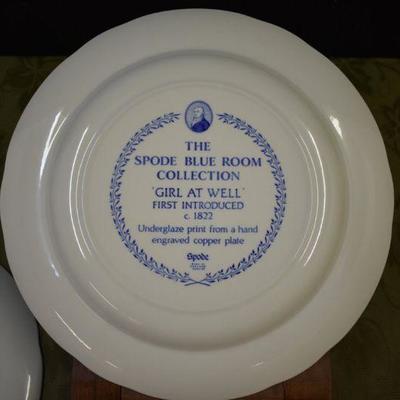 THE
SPODE BLUE ROOM
COLLECTION
'GIRL AT WELL'
FIRST INTRODUCED
c. 1822
Underglaze print from a hand
engraved copper plate
Spode